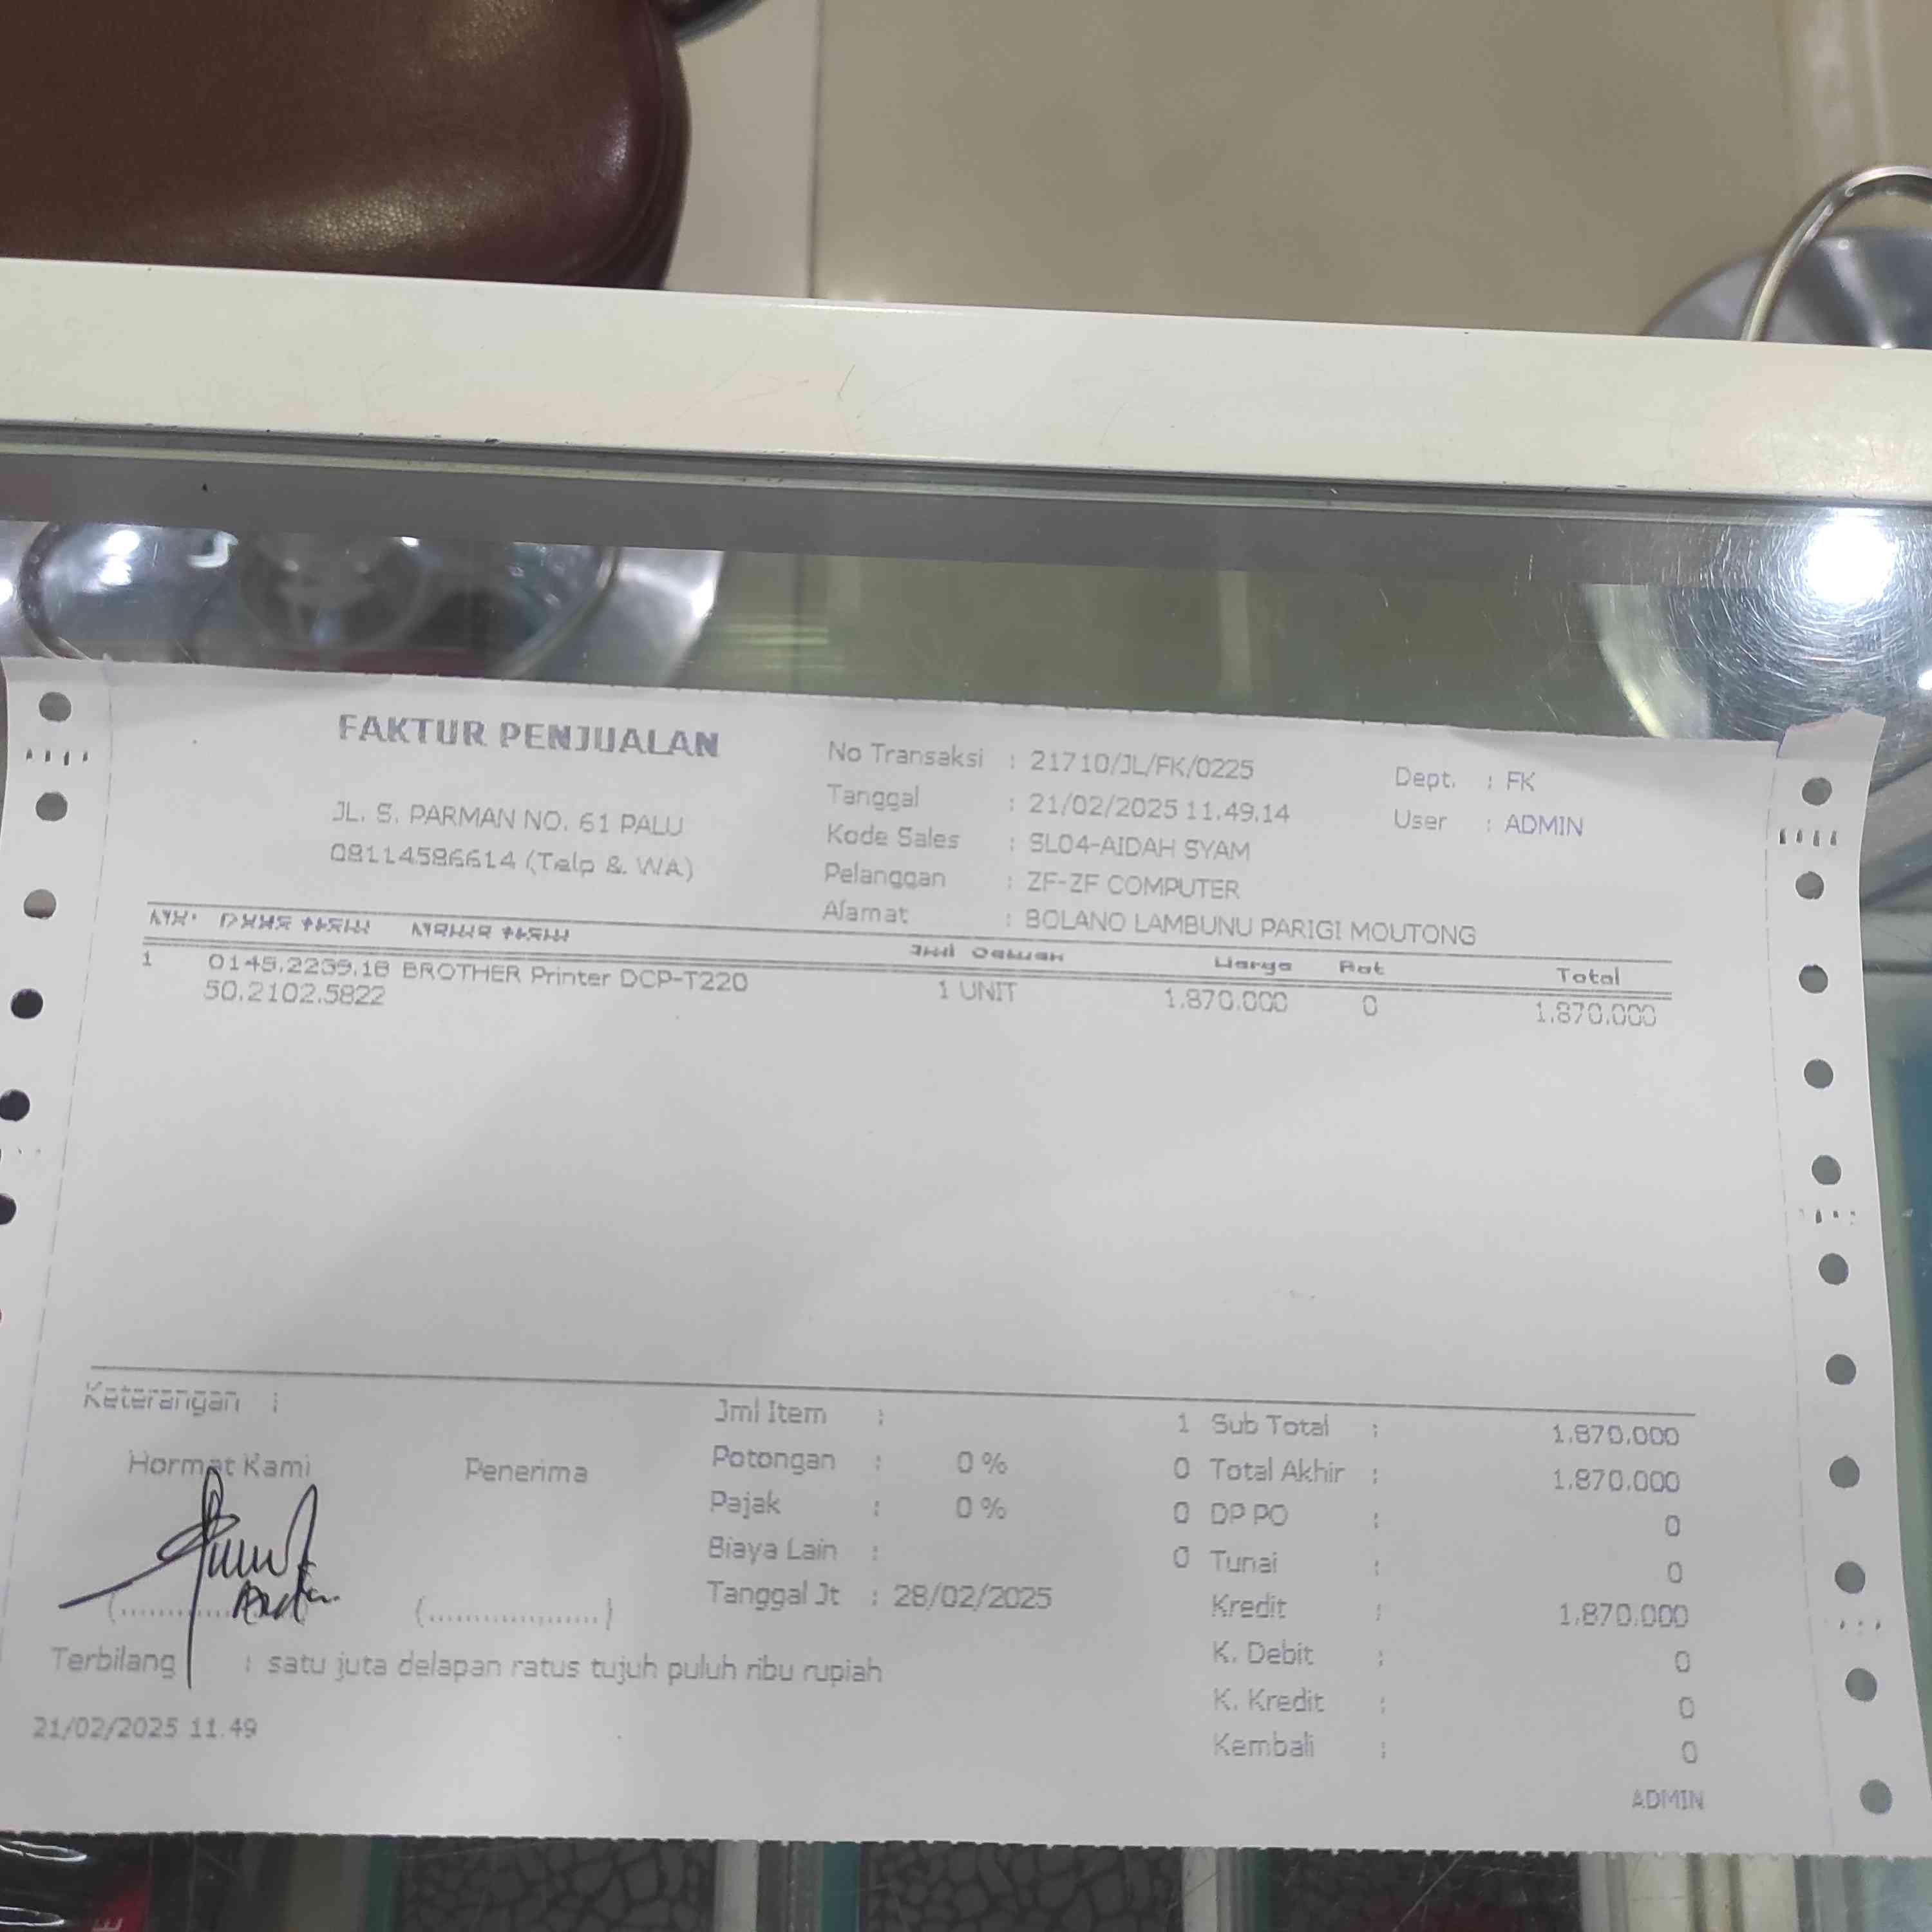 FAKTUR PENJUALAN
JL. S. PARMAN NO. 61 PALU
08114586614 (Telp & WA)
No Transaksi : 21710/JL/FK/0225
Tanggal : 21/02/2025 11.49.14
Kode Sales : SL04-AIDAH SYAM
Pelanggan : ZF-ZF COMPUTER
Alamat : BOLANO LAMBUNU PARIGI MOUTONG
Dept. : FK
User : ADMIN
Jml Satuan Harga Pot Total
1 0145.2239.18 BROTHER Printer DCP-T220 1 UNIT 1.870.000 0 1.870.000
50.2102.5822
Keterangan :
Hormat Kami Penerima
(....................)
Jml Item : 1
Potongan : 0 % 0
Pajak : 0 % 0
Biaya Lain : 0
Tanggal Jt : 28/02/2025
Sub Total : 1.870.000
Total Akhir : 1.870.000
DP PO : 0
Tunai : 0
Kredit : 1.870.000
K. Debit : 0
K. Kredit : 0
Kembali : 0
Terbilang : satu juta delapan ratus tujuh puluh ribu rupiah
21/02/2025 11.49
ADMIN